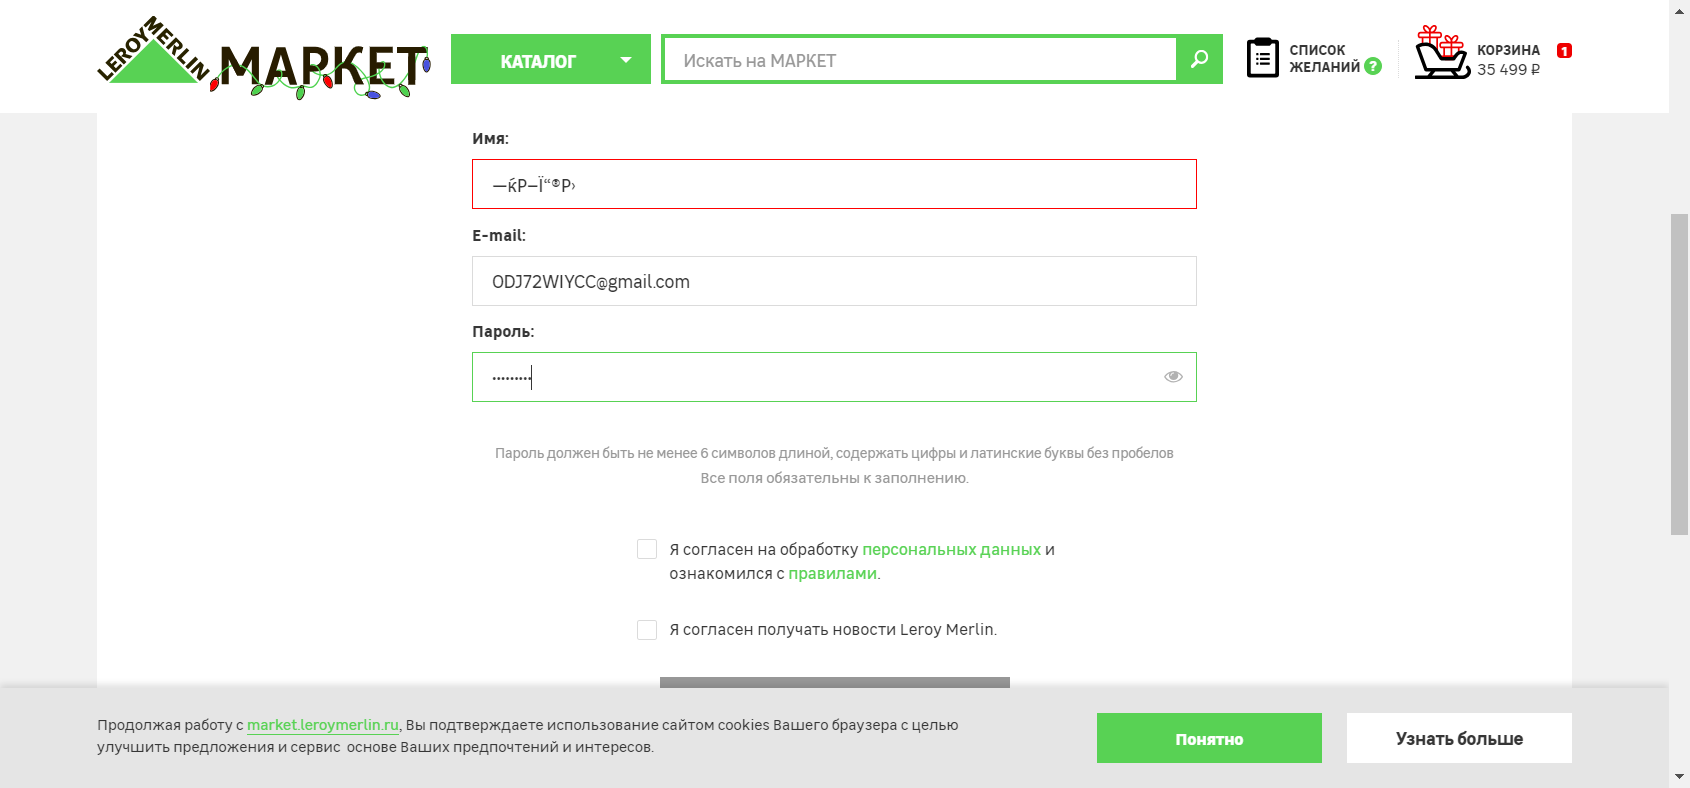 LEROY MERLIN МАРКЕТ
КАТАЛОГ
Искать на МАРКЕТ
СПИСОК
ЖЕЛАНИЙ ?
КОРЗИНА 1
35 499 ₽
Имя:
—ќР–Ї“®Р›
E-mail:
ODJ72WIYCC@gmail.com
Пароль:
•••••••••
Пароль должен быть не менее 6 символов длиной, содержать цифры и латинские буквы без пробелов
Все поля обязательны к заполнению.
Я согласен на обработку персональных данных и
ознакомился с правилами.
Я согласен получать новости Leroy Merlin.
Продолжая работу с market.leroymerlin.ru, Вы подтверждаете использование сайтом cookies Вашего браузера с целью
улучшить предложения и сервис основе Ваших предпочтений и интересов.
Понятно
Узнать больше